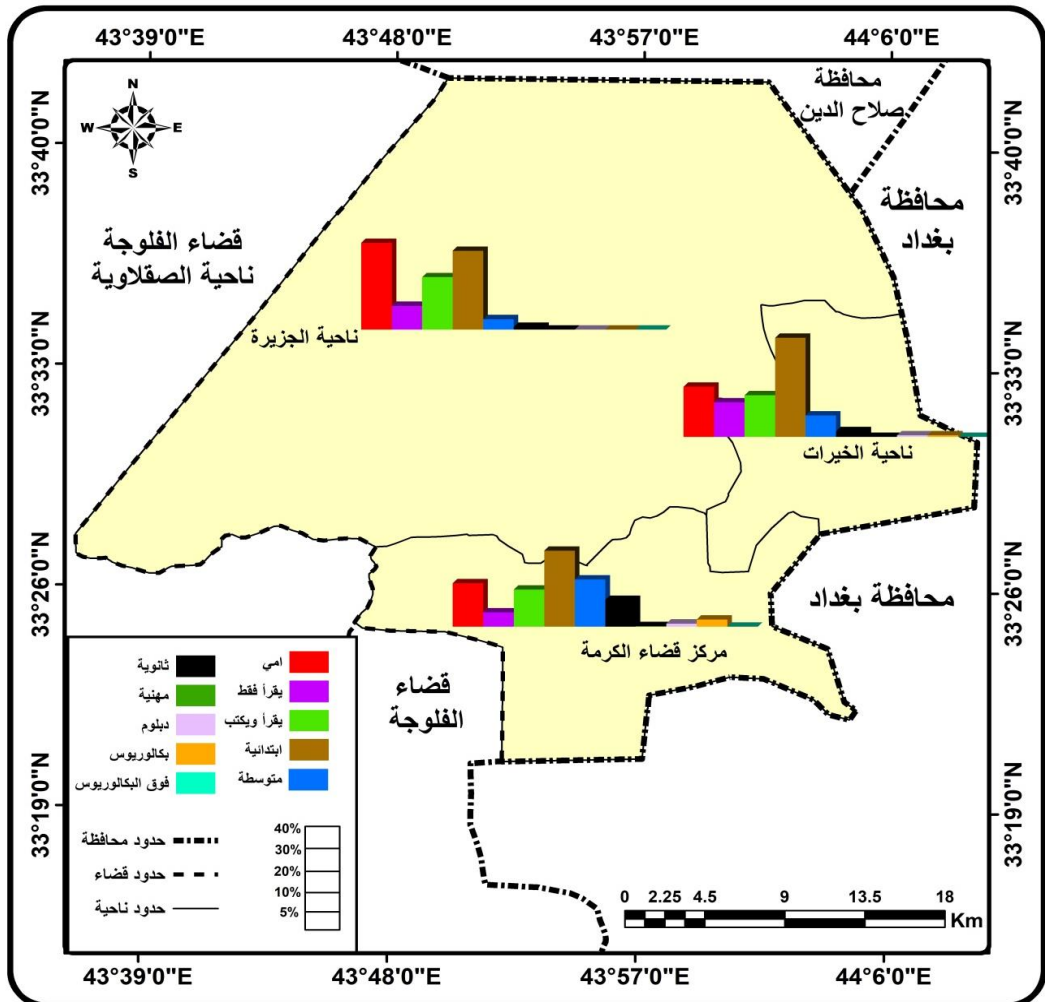 43°39'0"E 43°48'0"E 43°57'0"E 44°6'0"E
N
W E
S
محافظة
صلاح الدين
33°40'0"N 33°40'0"N
محافظة
بغداد
قضاء الفلوجة
ناحية الصقلاوية
ناحية الجزيرة
33°33'0"N 33°33'0"N
ناحية الخيرات
33°26'0"N 33°26'0"N
محافظة بغداد
مركز قضاء الكرمة
قضاء
الفلوجة
امي
يقرأ فقط
يقرأ ويكتب
ابتدائية
متوسطة
ثانوية
مهنية
دبلوم
بكالوريوس
فوق البكالوريوس
33°19'0"N 33°19'0"N
حدود محافظة
حدود قضاء
حدود ناحية
40%
30%
20%
10%
5%
0 2.25 4.5 9 13.5 18
Km
43°39'0"E 43°48'0"E 43°57'0"E 44°6'0"E